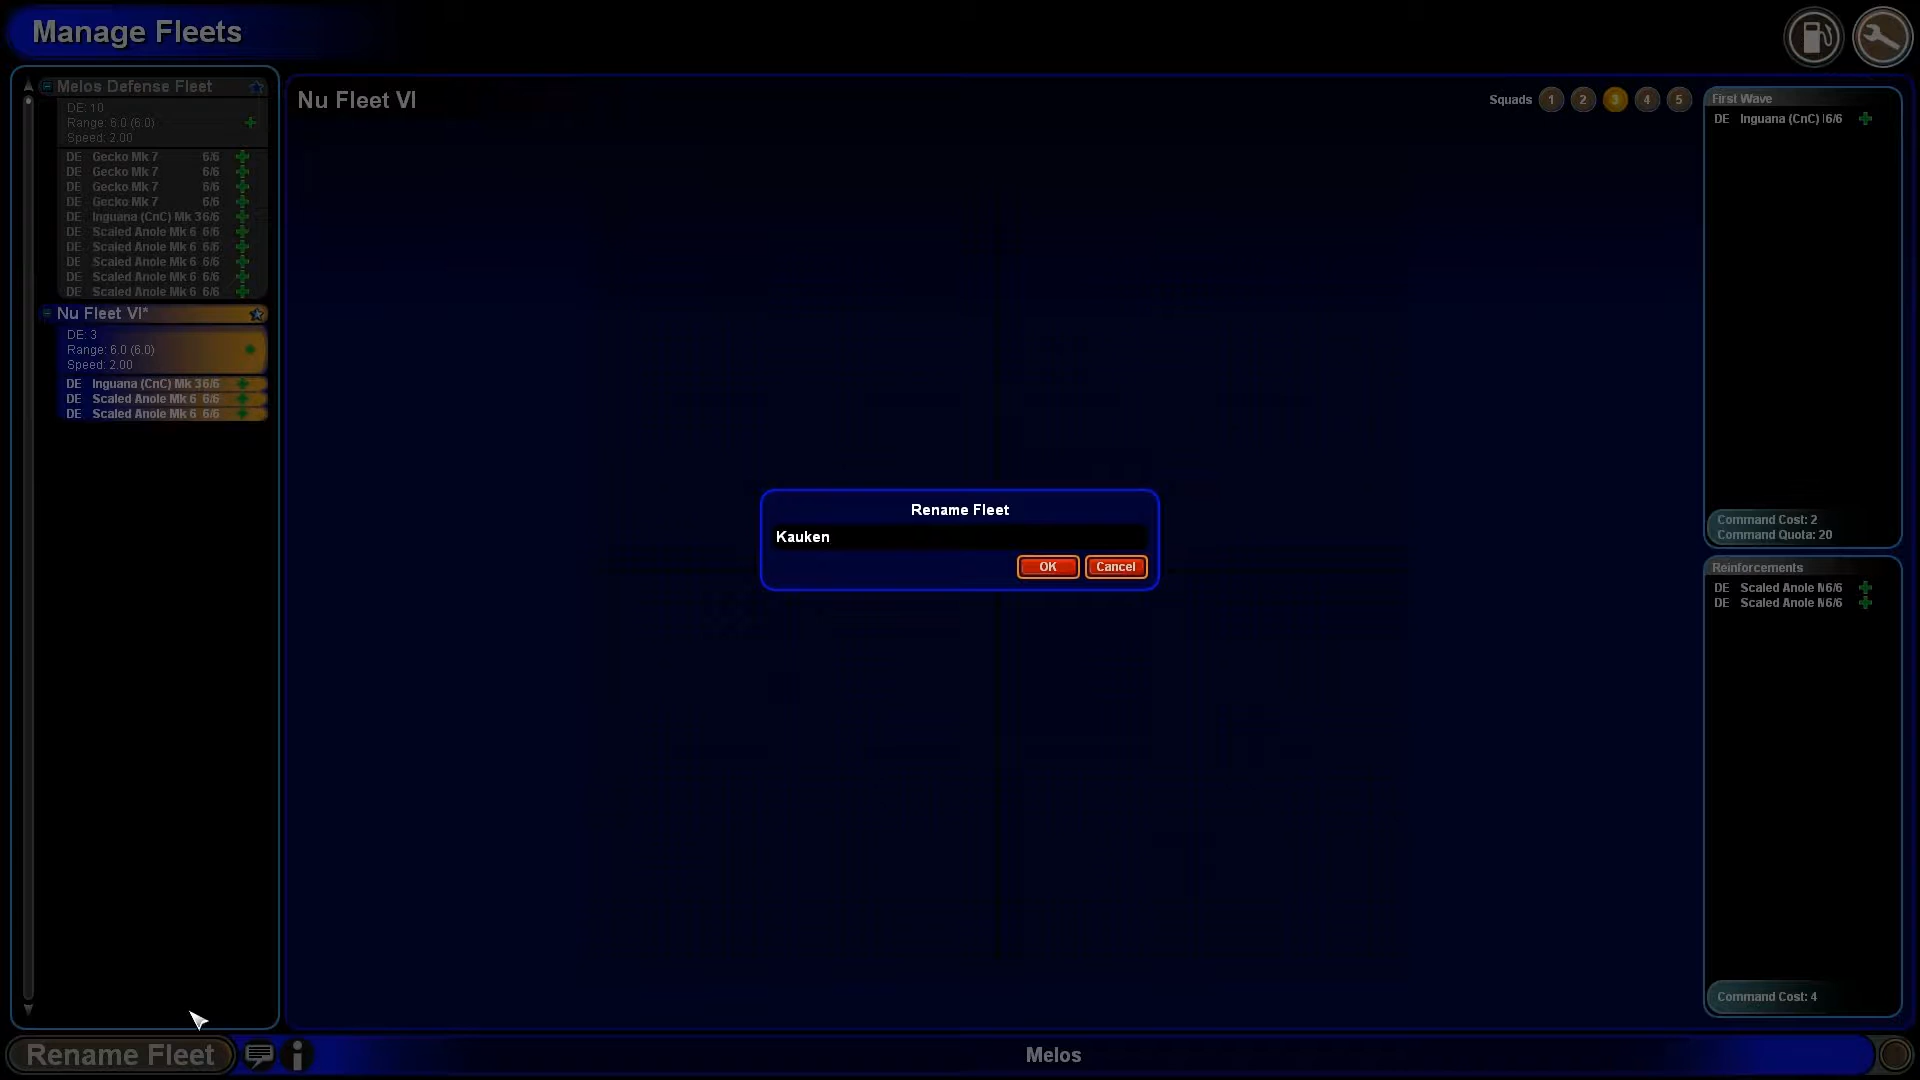 Manage Fleets
Melos Defense Fleet
DE: 10
Range: 6.0 (6.0)
Speed: 2.00
DE Gecko Mk 7 6/6
DE Gecko Mk 7 6/6
DE Gecko Mk 7 6/6
DE Gecko Mk 7 6/6
DE Inguana (CnC) Mk 36/6
DE Scaled Anole Mk 6 6/6
DE Scaled Anole Mk 6 6/6
DE Scaled Anole Mk 6 6/6
DE Scaled Anole Mk 6 6/6
DE Scaled Anole Mk 6 6/6
Nu Fleet VI*
DE: 3
Range: 6.0 (6.0)
Speed: 2.00
DE Inguana (CnC) Mk 36/6
DE Scaled Anole Mk 6 6/6
DE Scaled Anole Mk 6 6/6
Nu Fleet VI
Squads 1 2 3 4 5
Rename Fleet
Kauken
OK Cancel
First Wave
DE Inguana (CnC) 6/6
Command Cost: 2
Command Quota: 20
Reinforcements
DE Scaled Anole 6/6
DE Scaled Anole 6/6
Command Cost: 4
Rename Fleet
Melos